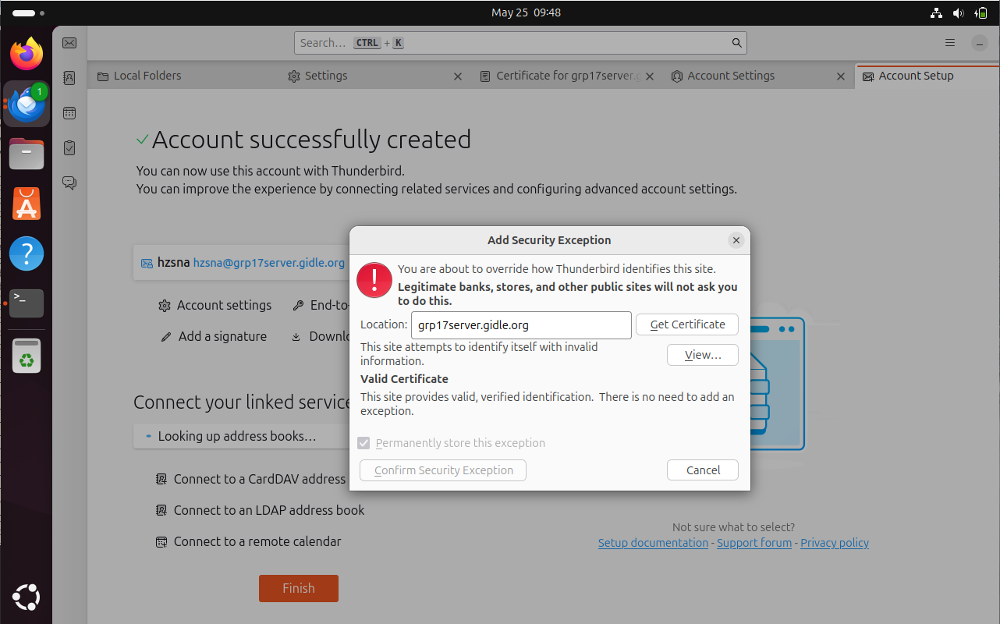 May 25 09:48
Search… CTRL + K
1
Local Folders
Settings
Certificate for grp17server.g
Account Settings
Account Setup
Account successfully created
You can now use this account with Thunderbird.
You can improve the experience by connecting related services and configuring advanced account settings.
hzsna hzsna@grp17server.gidle.org
Account settings
End-to-
Add a signature
Downlo
Connect your linked service
Looking up address books…
Connect to a CardDAV address
Connect to an LDAP address book
Connect to a remote calendar
Finish
Add Security Exception
You are about to override how Thunderbird identifies this site.
Legitimate banks, stores, and other public sites will not ask you
to do this.
Location: grp17server.gidle.org Get Certificate
This site attempts to identify itself with invalid
information.
View…
Valid Certificate
This site provides valid, verified identification.  There is no need to add an
exception.
Permanently store this exception
Confirm Security Exception
Cancel
Not sure what to select?
Setup documentation - Support forum - Privacy policy